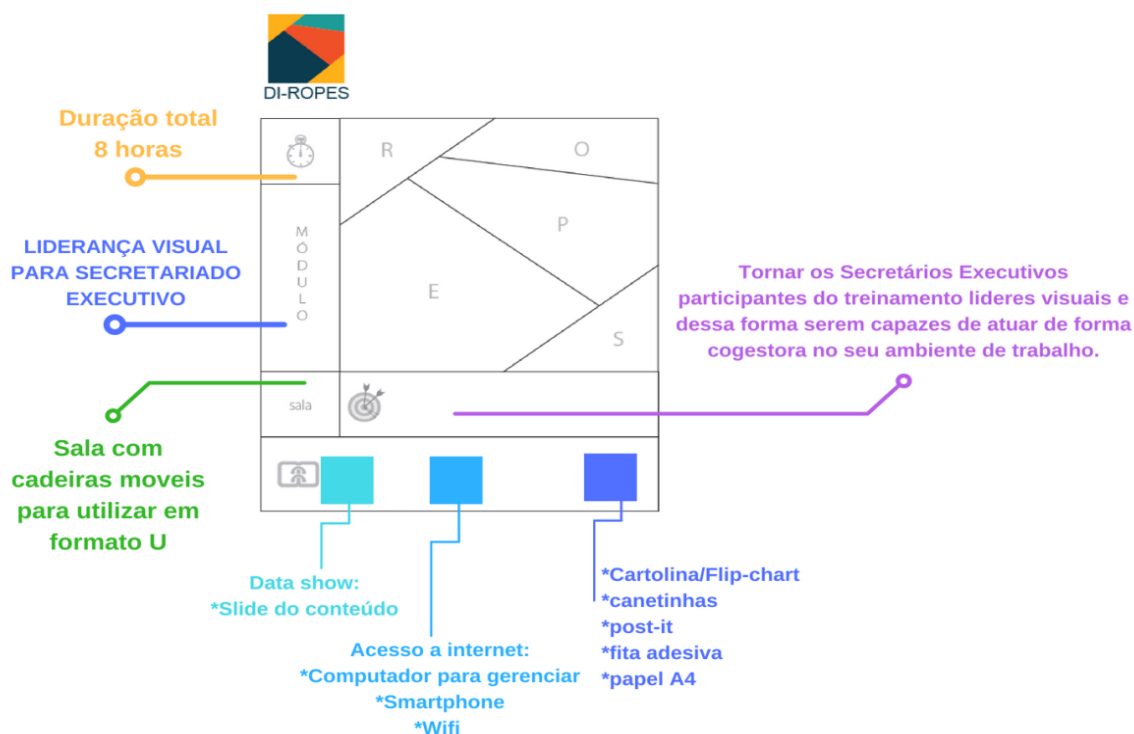 DI-ROPES
Duração total
8 horas
R
O
P
E
S
MÓDULO
LIDERANÇA VISUAL
PARA SECRETARIADO
EXECUTIVO
Tornar os Secretários Executivos
participantes do treinamento lideres visuais e
dessa forma serem capazes de atuar de forma
cogestora no seu ambiente de trabalho.
sala
Sala com
cadeiras moveis
para utilizar em
formato U
Data show:
*Slide do conteúdo
Acesso a internet:
*Computador para gerenciar
*Smartphone
*Wifi
*Cartolina/Flip-chart
*canetinhas
*post-it
*fita adesiva
*papel A4